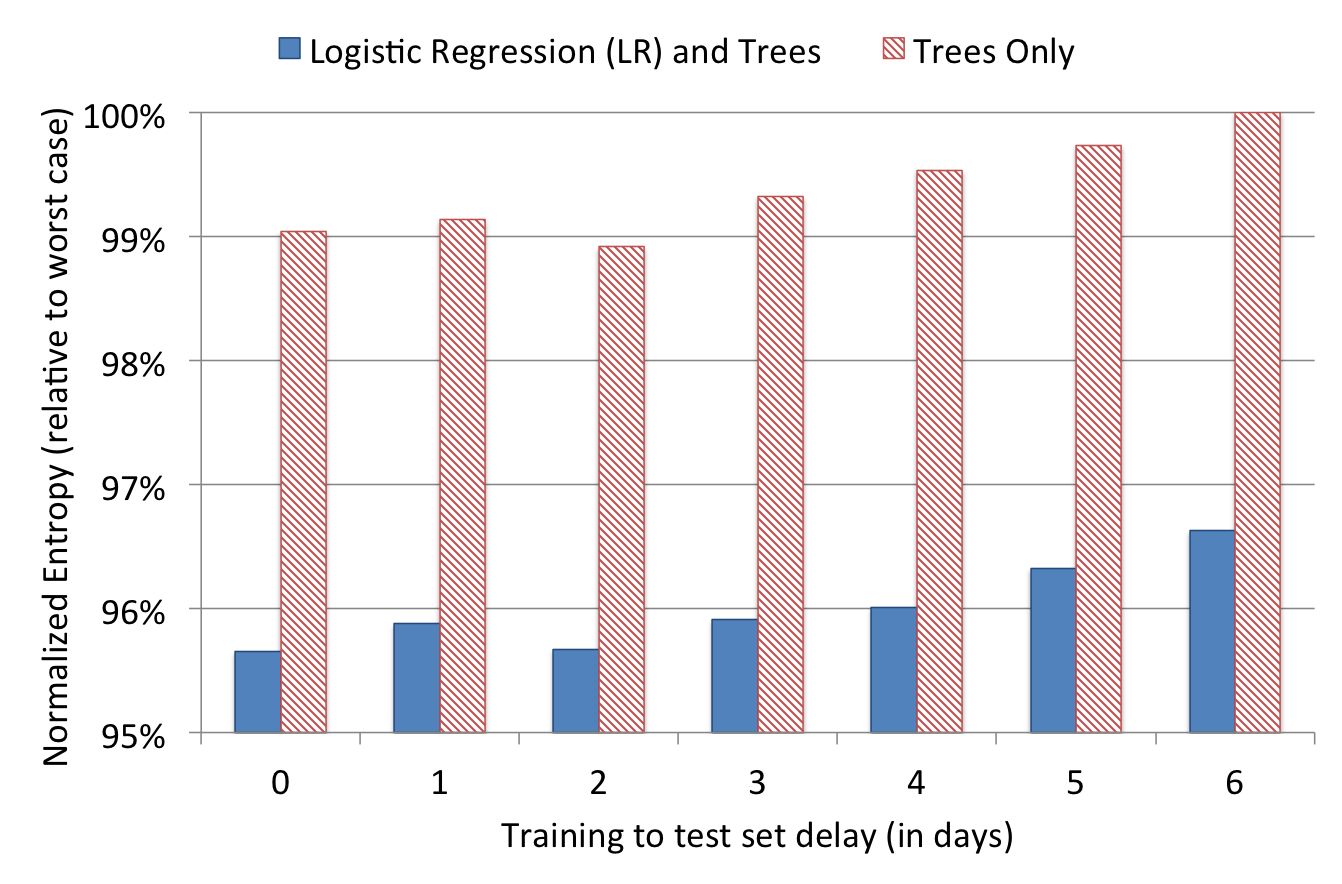 Logistic Regression (LR) and Trees Trees Only
Normalized Entropy (relative to worst case)
100%
99%
98%
97%
96%
95%
0 1 2 3 4 5 6
Training to test set delay (in days)